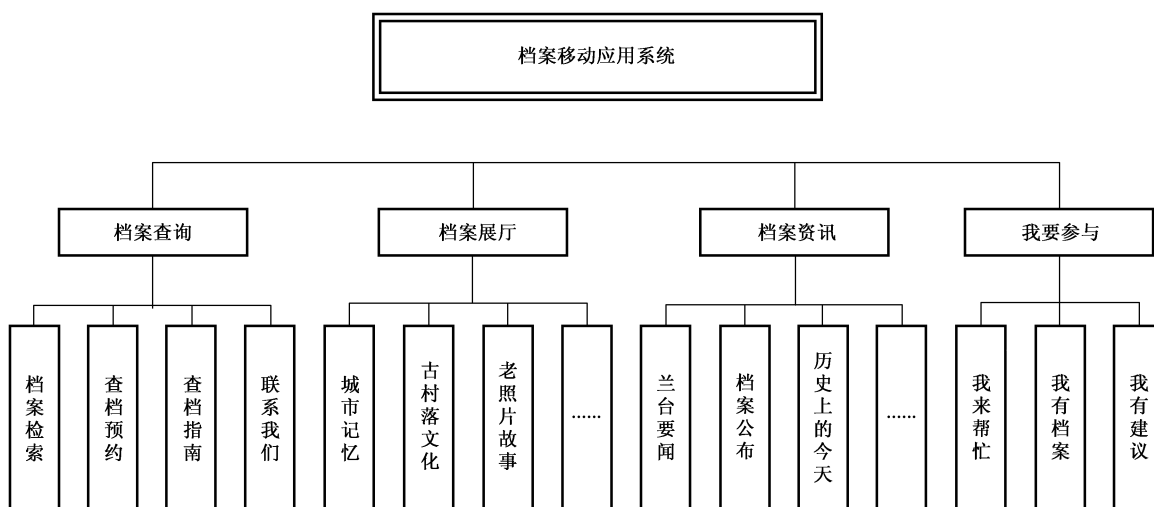 档案移动应用系统
档案查询
档案展厅
档案资讯
我要参与
档案检索
查档预约
查档指南
联系我们
城市记忆
古村落文化
老照片故事
……
兰台要闻
档案公布
历史上的今天
……
我来帮忙
我有档案
我有建议